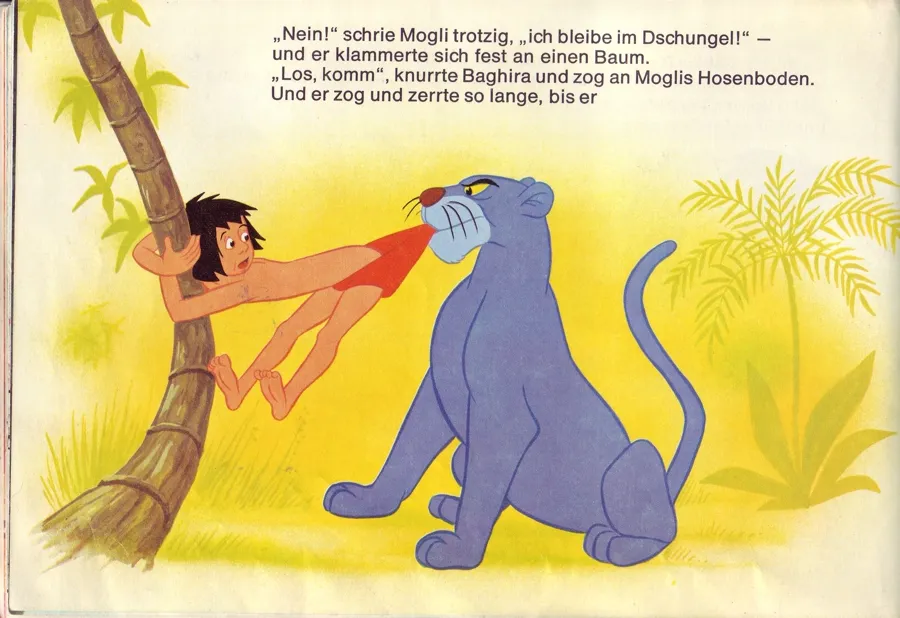 „Nein!“ schrie Mogli trotzig, „ich bleibe im Dschungel!“ —
und er klammerte sich fest an einen Baum.
„Los, komm“, knurrte Baghira und zog an Moglis Hosenboden.
Und er zog und zerrte so lange, bis er